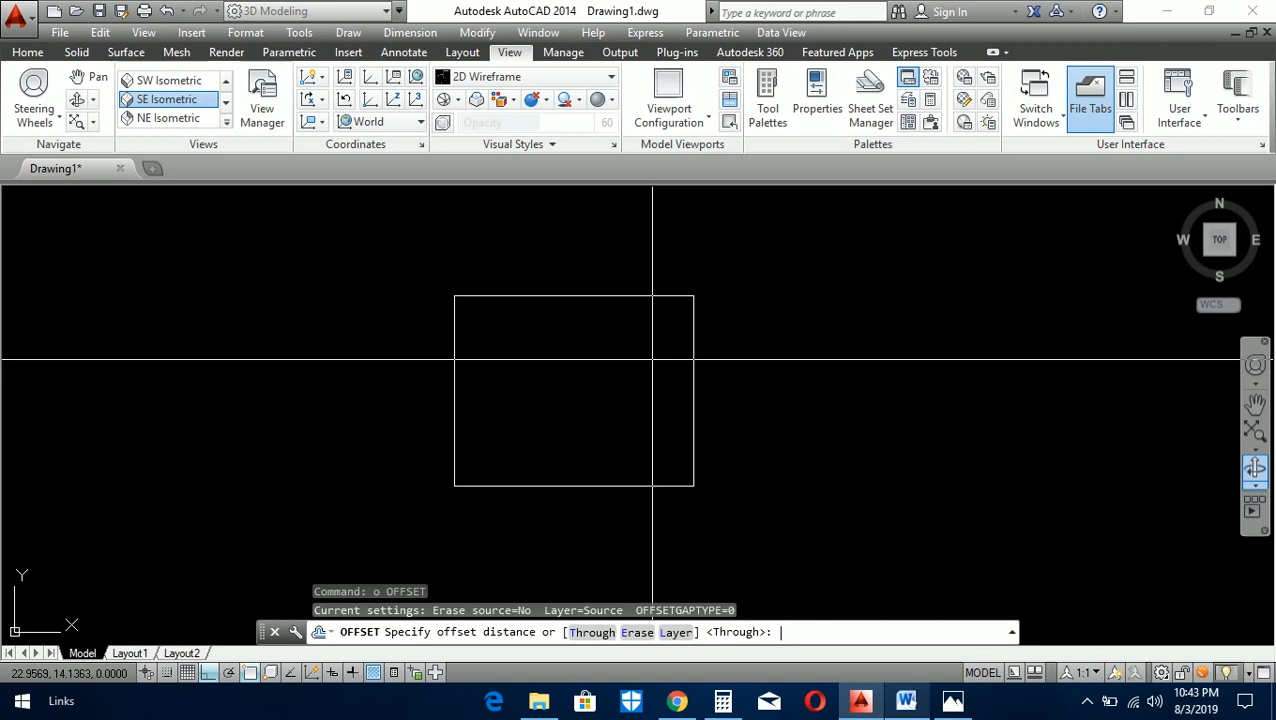 3D Modeling
Autodesk AutoCAD 2014 Drawing1.dwg
Type a keyword or phrase
Sign In
File Edit View Insert Format Tools Draw Dimension Modify Window Help Express Parametric Data View
Home Solid Surface Mesh Render Parametric Insert Annotate Layout View Manage Output Plug-ins Autodesk 360 Featured Apps Express Tools
Steering
Wheels
Pan
Navigate
SW Isometric
SE Isometric
NE Isometric
View
Manager
Views
World
Coordinates
2D Wireframe
Opacity 60
Visual Styles
Viewport
Configuration
Model Viewports
Tool
Palettes
Properties
Sheet Set
Manager
Palettes
Switch
Windows
File Tabs
User
Interface
Toolbars
User Interface
Drawing1*
N
W TOP E
S
WCS
Y
X
Command: o OFFSET
Current settings: Erase source=No Layer=Source OFFSETGAPTYPE=0
OFFSET Specify offset distance or [Through Erase Layer] <Through>:
Model Layout1 Layout2
22.9569, 14.1363, 0.0000
MODEL
1:1
Links
10:43 PM
8/3/2019